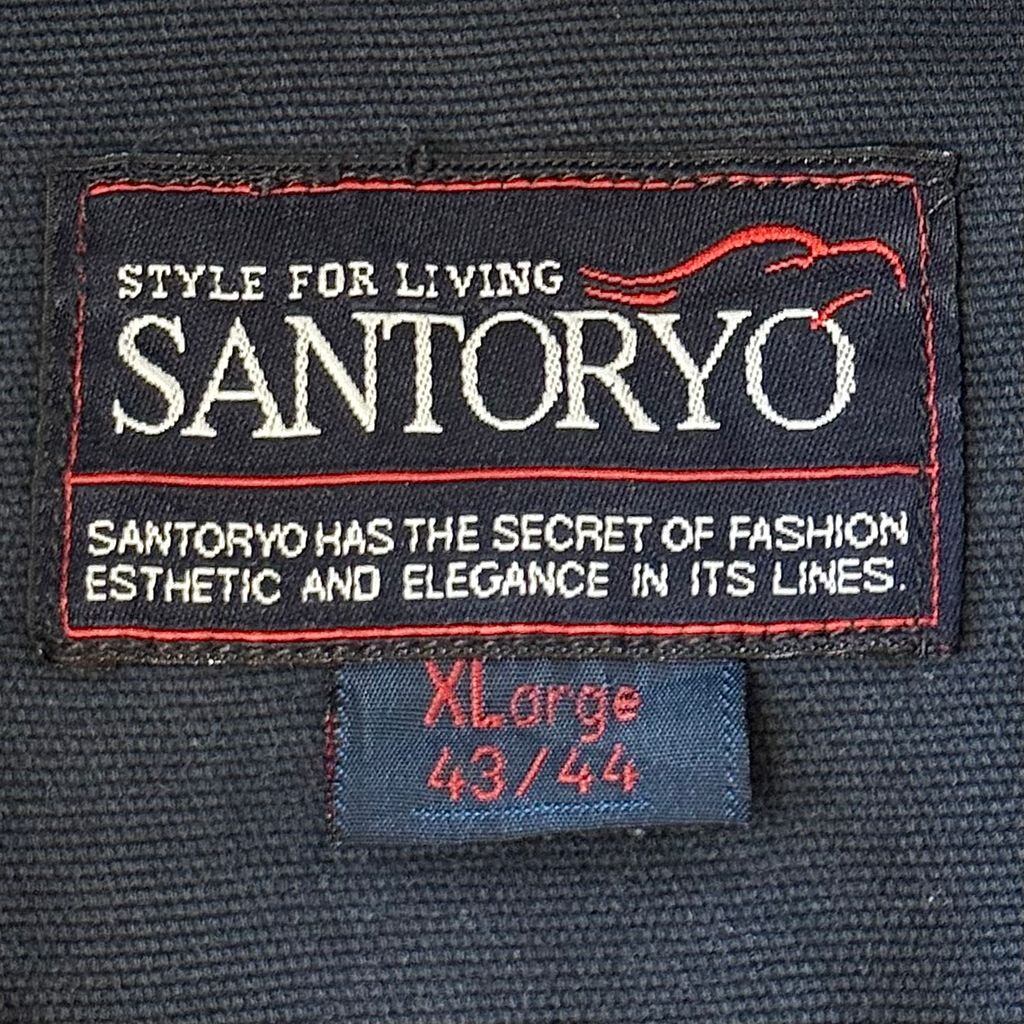 STYLE FOR LIVING
SANTORYO
SANTORYO HAS THE SECRET OF FASHION
ESTHETIC AND ELEGANCE IN ITS LINES.
XLarge
43/44